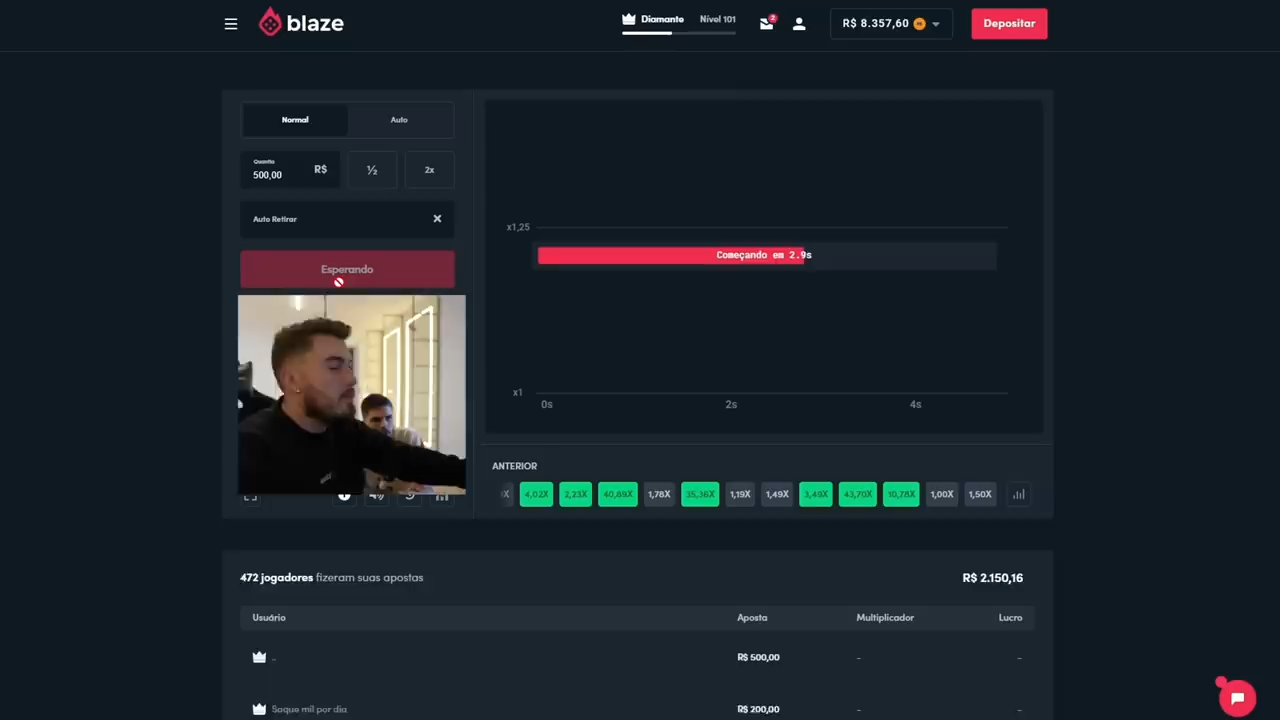 blaze
Diamante Nível 101
2
R$ 8.357,60
Depositar
Normal Auto
Quantia
500,00 R$ ½ 2x
Auto Retirar
Esperando
x1,25
Começando em 2.9s
x1
0s 2s 4s
ANTERIOR
X 4,02X 2,23X 40,89X 1,78X 35,36X 1,19X 1,49X 3,49X 43,70X 10,78X 1,00X 1,50X
472 jogadores fizeram suas apostas R$ 2.150,16
Usuário Aposta Multiplicador Lucro
.. R$ 500,00 - -
Saque mil por dia R$ 200,00 - -